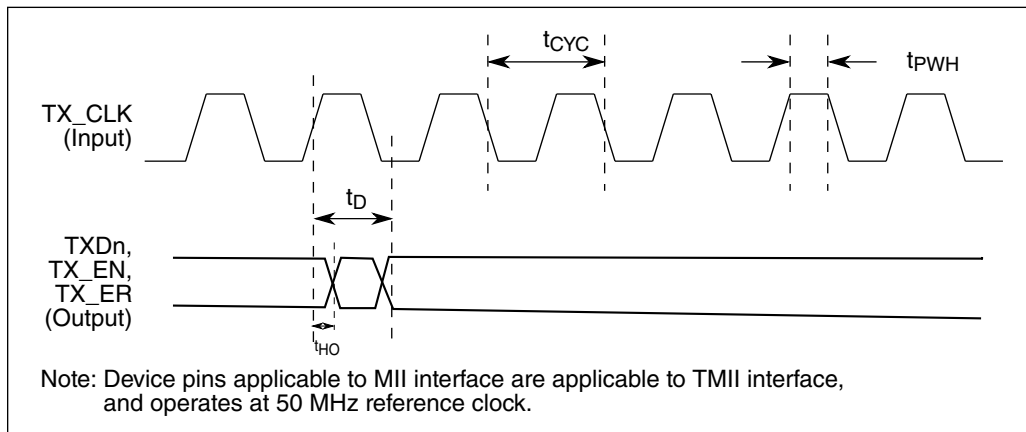 tCYC
tPWH
TX_CLK
(Input)
tD
TXDn,
TX_EN,
TX_ER
(Output)
tHO
Note: Device pins applicable to MII interface are applicable to TMII interface,
and operates at 50 MHz reference clock.